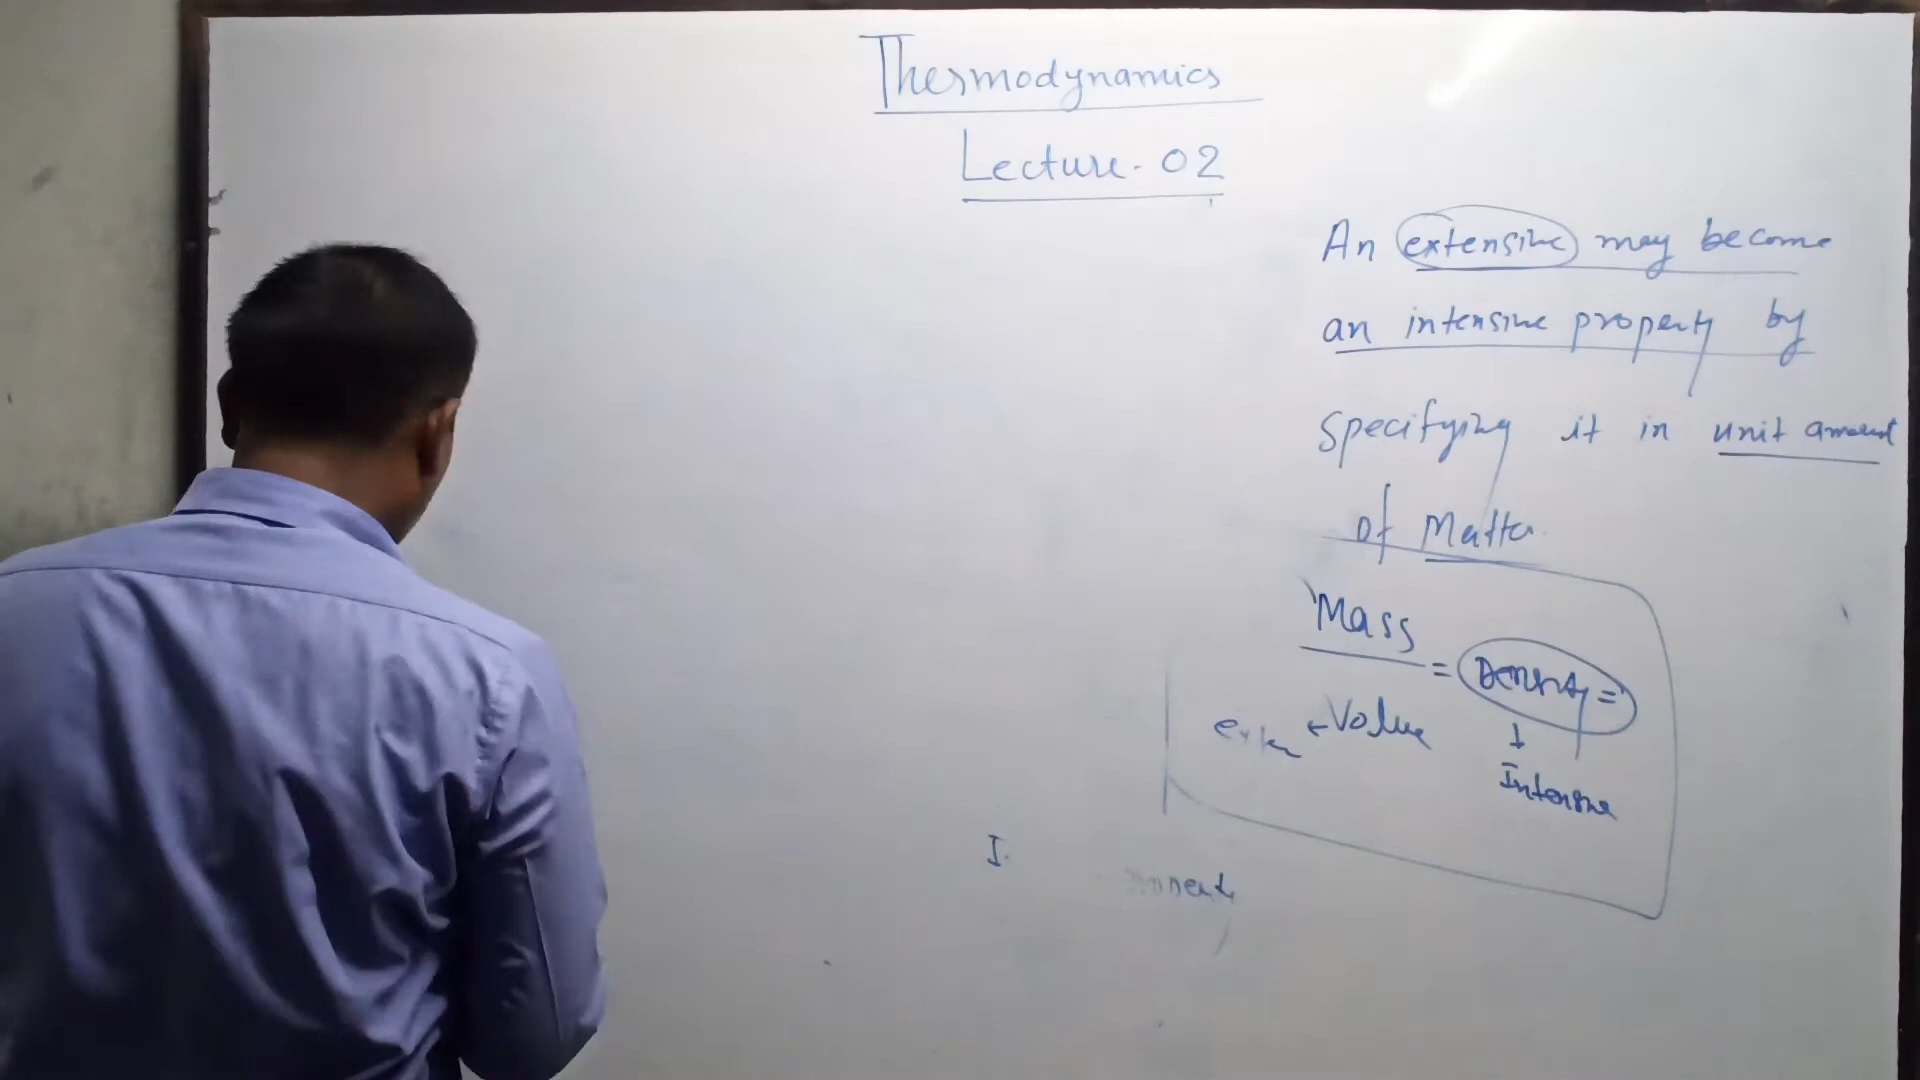 Thermodynamics
Lecture-02
An extensive may become
an intensive property by
specifying it in unit amount
of Matter.
Mass
= Density =
← Volume
Intensive
I.